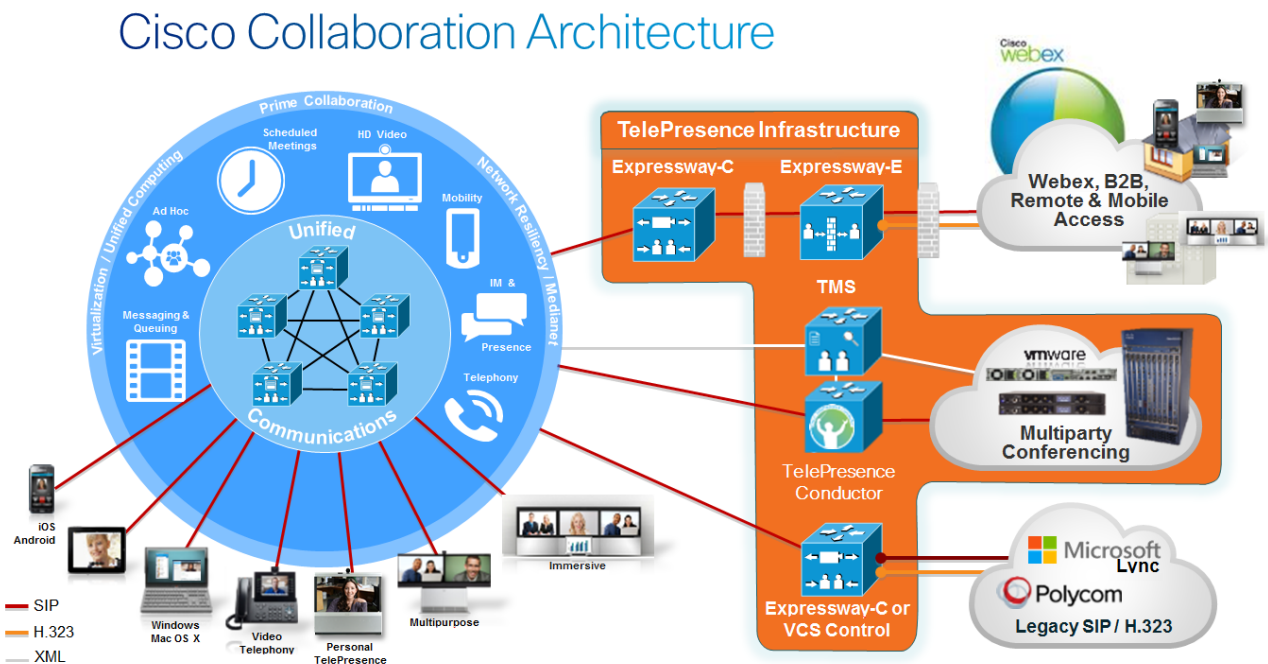 Cisco Collaboration Architecture
Prime Collaboration
Virtualization / Unified Computing
Network Resiliency / Medianet
Scheduled
Meetings
HD Video
Mobility
Ad Hoc
IM &
Presence
Messaging &
Queuing
Telephony
Unified
Communications
iOS
Android
Windows
Mac OS X
Video
Telephony
Personal
TelePresence
Multipurpose
Immersive
SIP
H.323
XML
TelePresence Infrastructure
Expressway-C
Expressway-E
TMS
TelePresence
Conductor
Expressway-C or
VCS Control
Cisco
webex
Webex, B2B,
Remote & Mobile
Access
vmware
Multiparty
Conferencing
Microsoft
Lync
Polycom
Legacy SIP / H.323